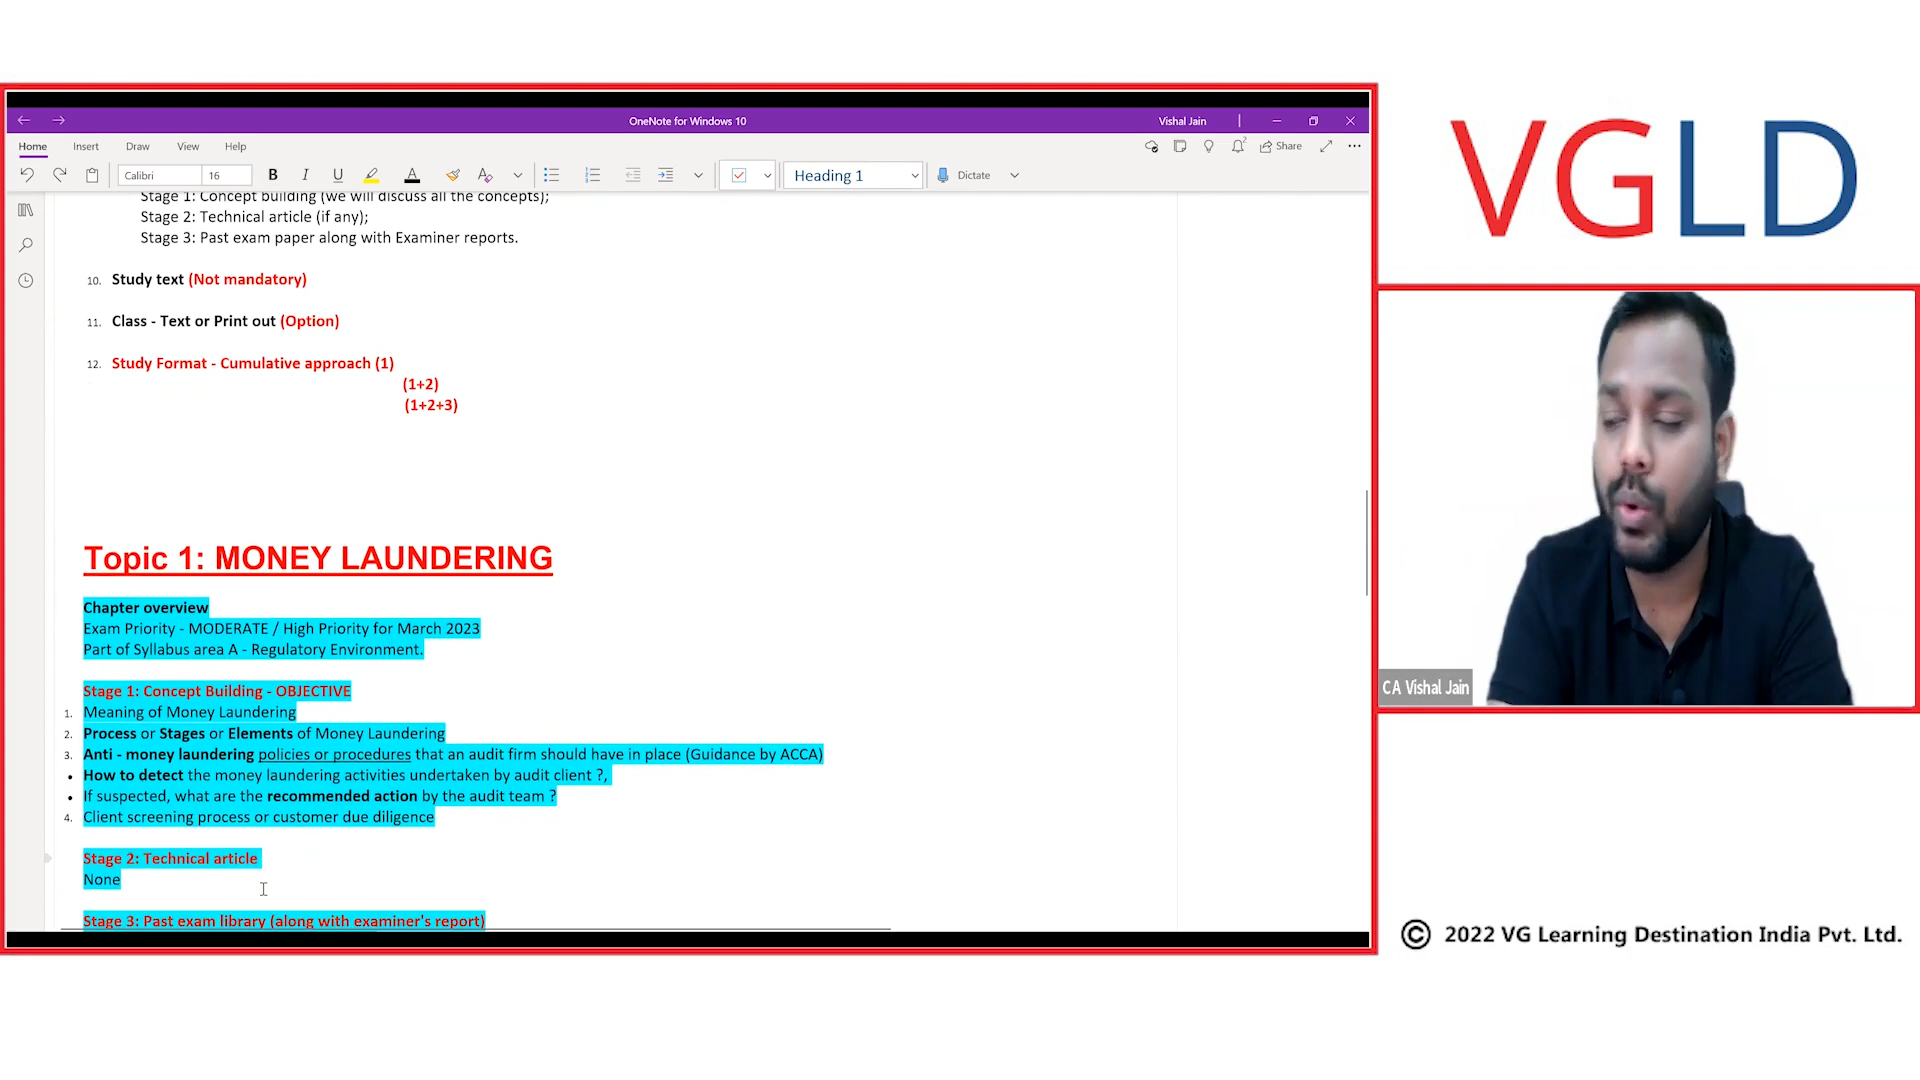 OneNote for Windows 10
Vishal Jain
Home Insert Draw View Help
Share
Calibri 16 B I U A Heading 1 Dictate
Stage 1: Concept building (we will discuss all the concepts);
Stage 2: Technical article (if any);
Stage 3: Past exam paper along with Examiner reports.
10. Study text (Not mandatory)
11. Class - Text or Print out (Option)
12. Study Format - Cumulative approach (1)
(1+2)
(1+2+3)
Topic 1: MONEY LAUNDERING
Chapter overview
Exam Priority - MODERATE / High Priority for March 2023
Part of Syllabus area A - Regulatory Environment.
Stage 1: Concept Building - OBJECTIVE
1. Meaning of Money Laundering
2. Process or Stages or Elements of Money Laundering
3. Anti - money laundering policies or procedures that an audit firm should have in place (Guidance by ACCA)
• How to detect the money laundering activities undertaken by audit client ?,
• If suspected, what are the recommended action by the audit team ?
4. Client screening process or customer due diligence
Stage 2: Technical article
None
Stage 3: Past exam library (along with examiner's report)
VGLD
CA Vishal Jain
© 2022 VG Learning Destination India Pvt. Ltd.